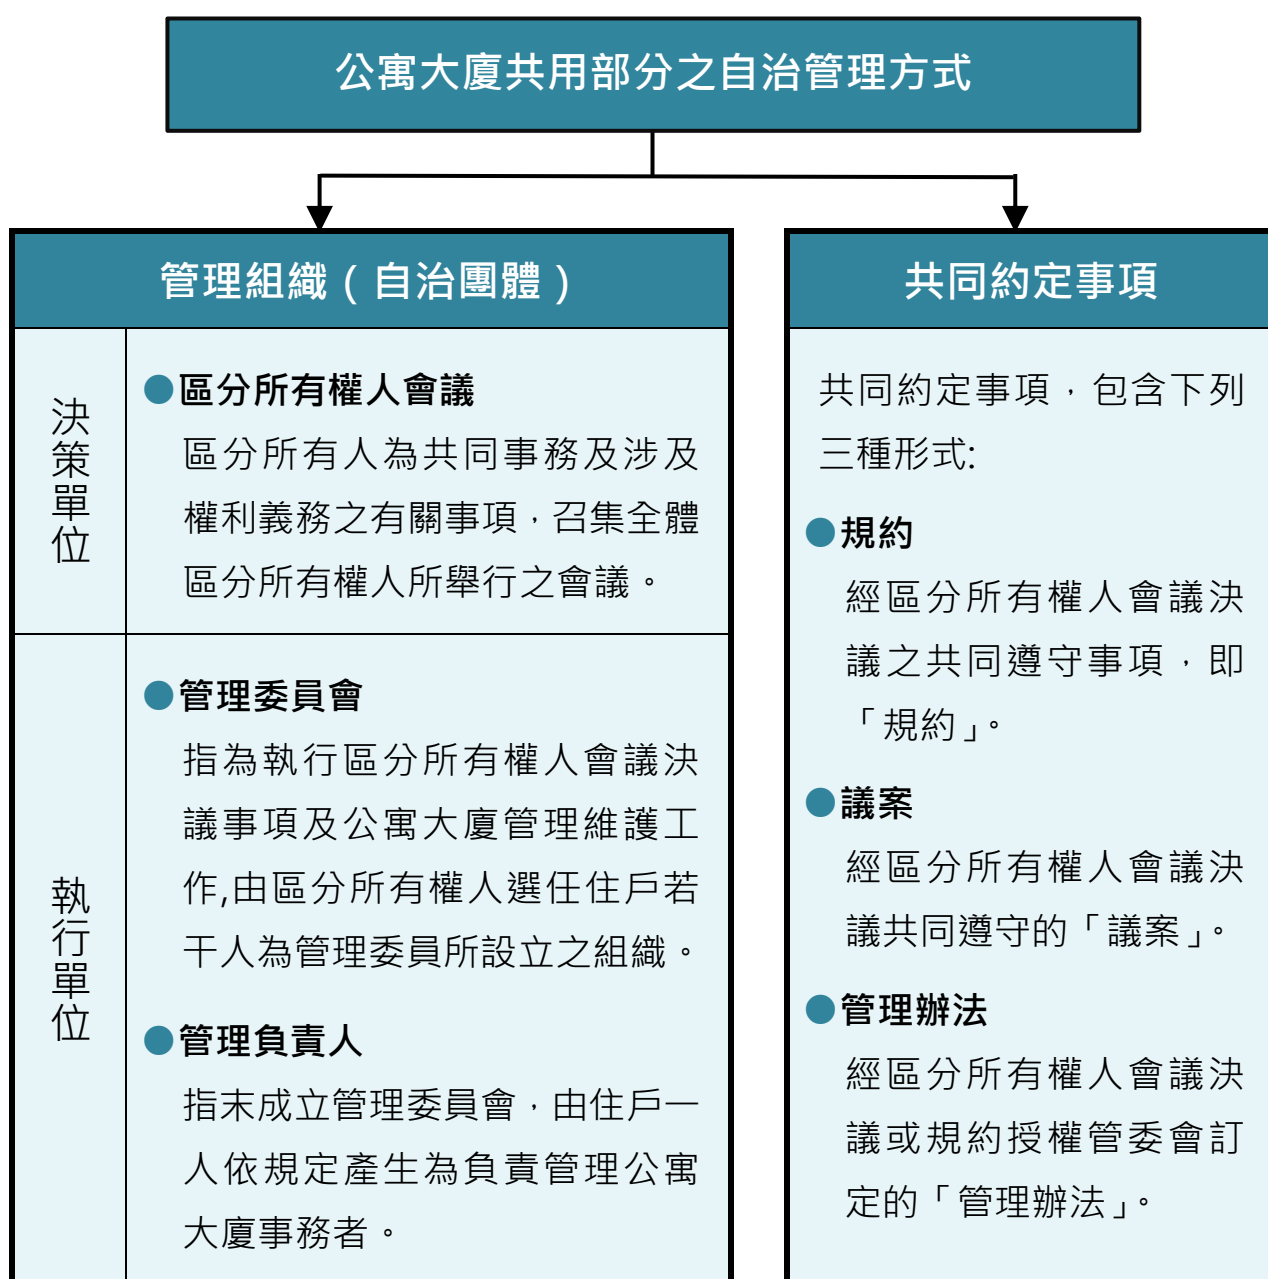 公寓大廈共用部分之自治管理方式
管理組織（自治團體）
決策單位
●區分所有權人會議
區分所有人為共同事務及涉及
權利義務之有關事項，召集全體
區分所有權人所舉行之會議。
執行單位
●管理委員會
指為執行區分所有權人會議決
議事項及公寓大廈管理維護工
作,由區分所有權人選任住戶若
干人為管理委員所設立之組織。
●管理負責人
指末成立管理委員會，由住戶一
人依規定產生為負責管理公寓
大廈事務者。
共同約定事項
共同約定事項，包含下列
三種形式:
●規約
經區分所有權人會議決
議之共同遵守事項，即
「規約」。
●議案
經區分所有權人會議決
議共同遵守的「議案」。
●管理辦法
經區分所有權人會議決
議或規約授權管委會訂
定的「管理辦法」。